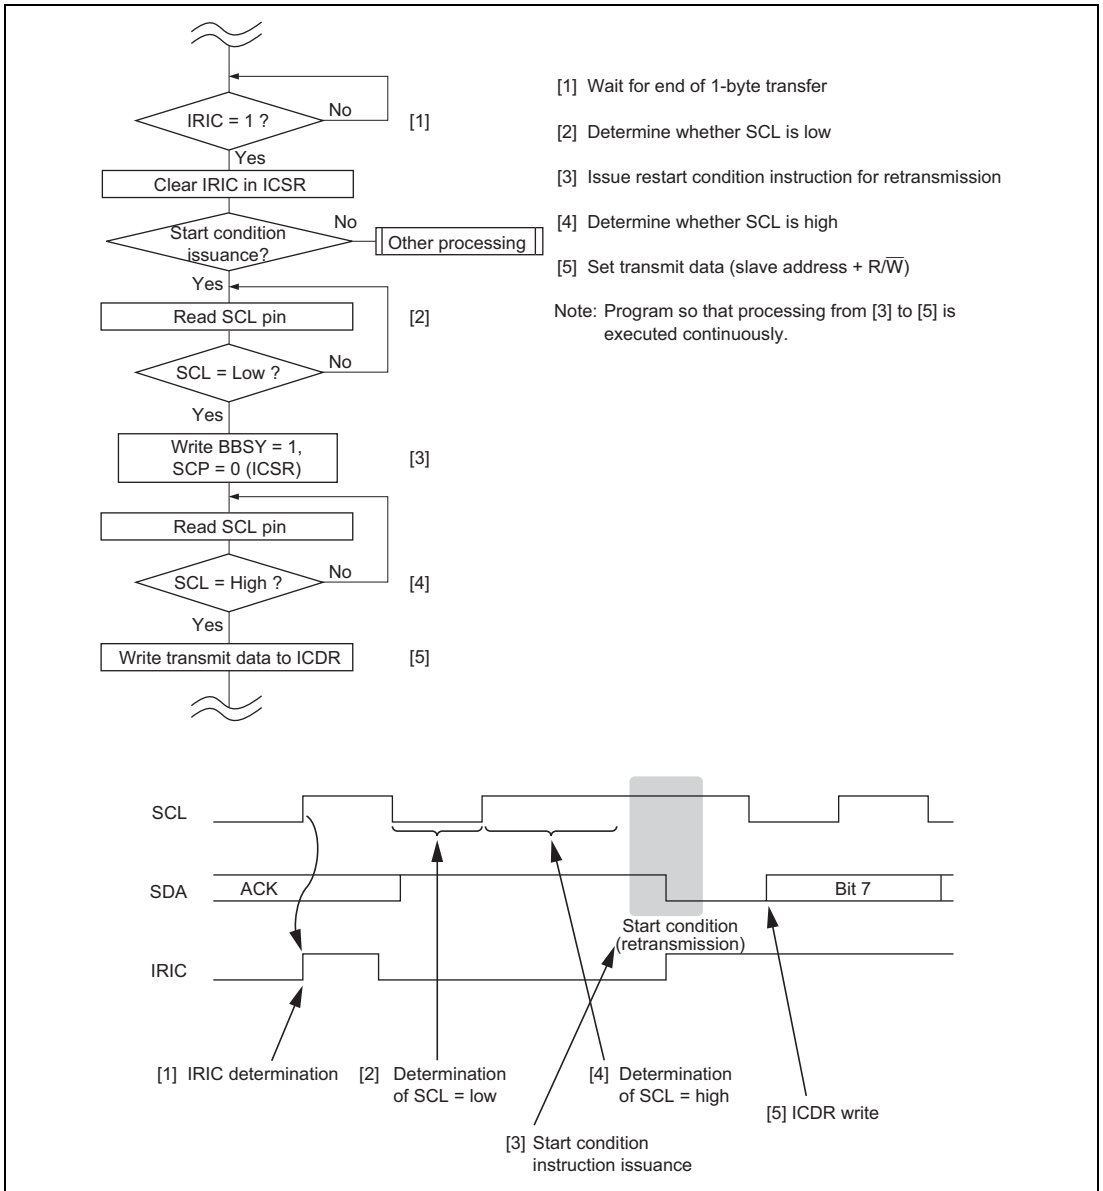 IRIC = 1 ?
No
[1]
Yes
Clear IRIC in ICSR
Start condition
issuance?
No
Other processing
Yes
Read SCL pin
[2]
SCL = Low ?
No
Yes
Write BBSY = 1,
SCP = 0 (ICSR)
[3]
Read SCL pin
SCL = High ?
No
[4]
Yes
Write transmit data to ICDR
[5]
[1] Wait for end of 1-byte transfer
[2] Determine whether SCL is low
[3] Issue restart condition instruction for retransmission
[4] Determine whether SCL is high
[5] Set transmit data (slave address + R/W̅)
Note: Program so that processing from [3] to [5] is
executed continuously.
SCL
SDA
ACK
Bit 7
Start condition
(retransmission)
IRIC
[1] IRIC determination
[2] Determination
of SCL = low
[4] Determination
of SCL = high
[5] ICDR write
[3] Start condition
instruction issuance